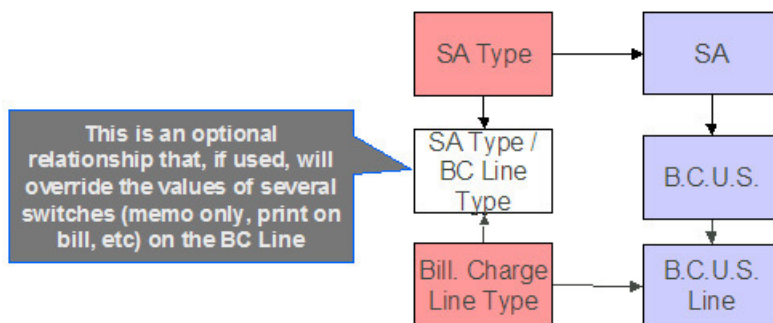 SA Type
SA
This is an optional
relationship that, if used, will
override the values of several
switches (memo only, print on
bill, etc) on the BC Line
SA Type /
BC Line
Type
B.C.U.S.
Bill. Charge
Line Type
B.C.U.S.
Line